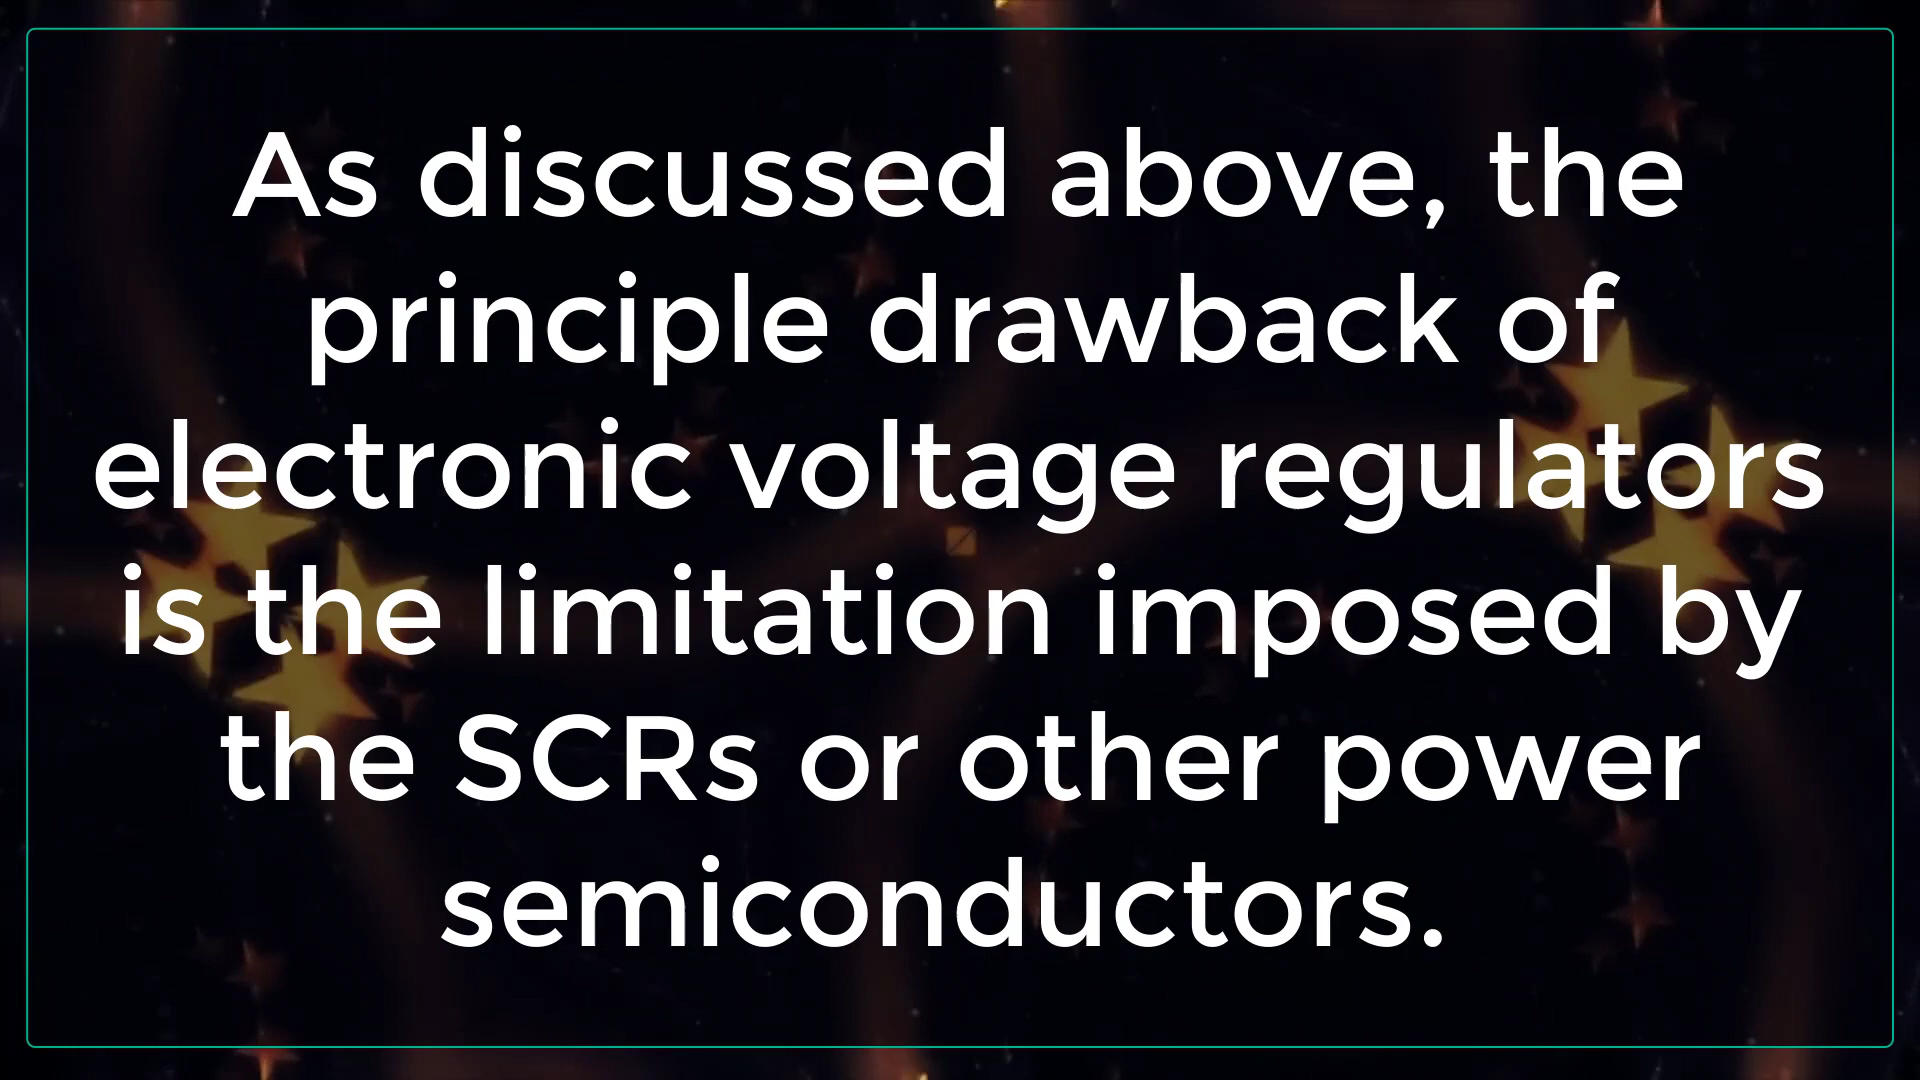 As discussed above, the
principle drawback of
electronic voltage regulators
is the limitation imposed by
the SCRs or other power
semiconductors.